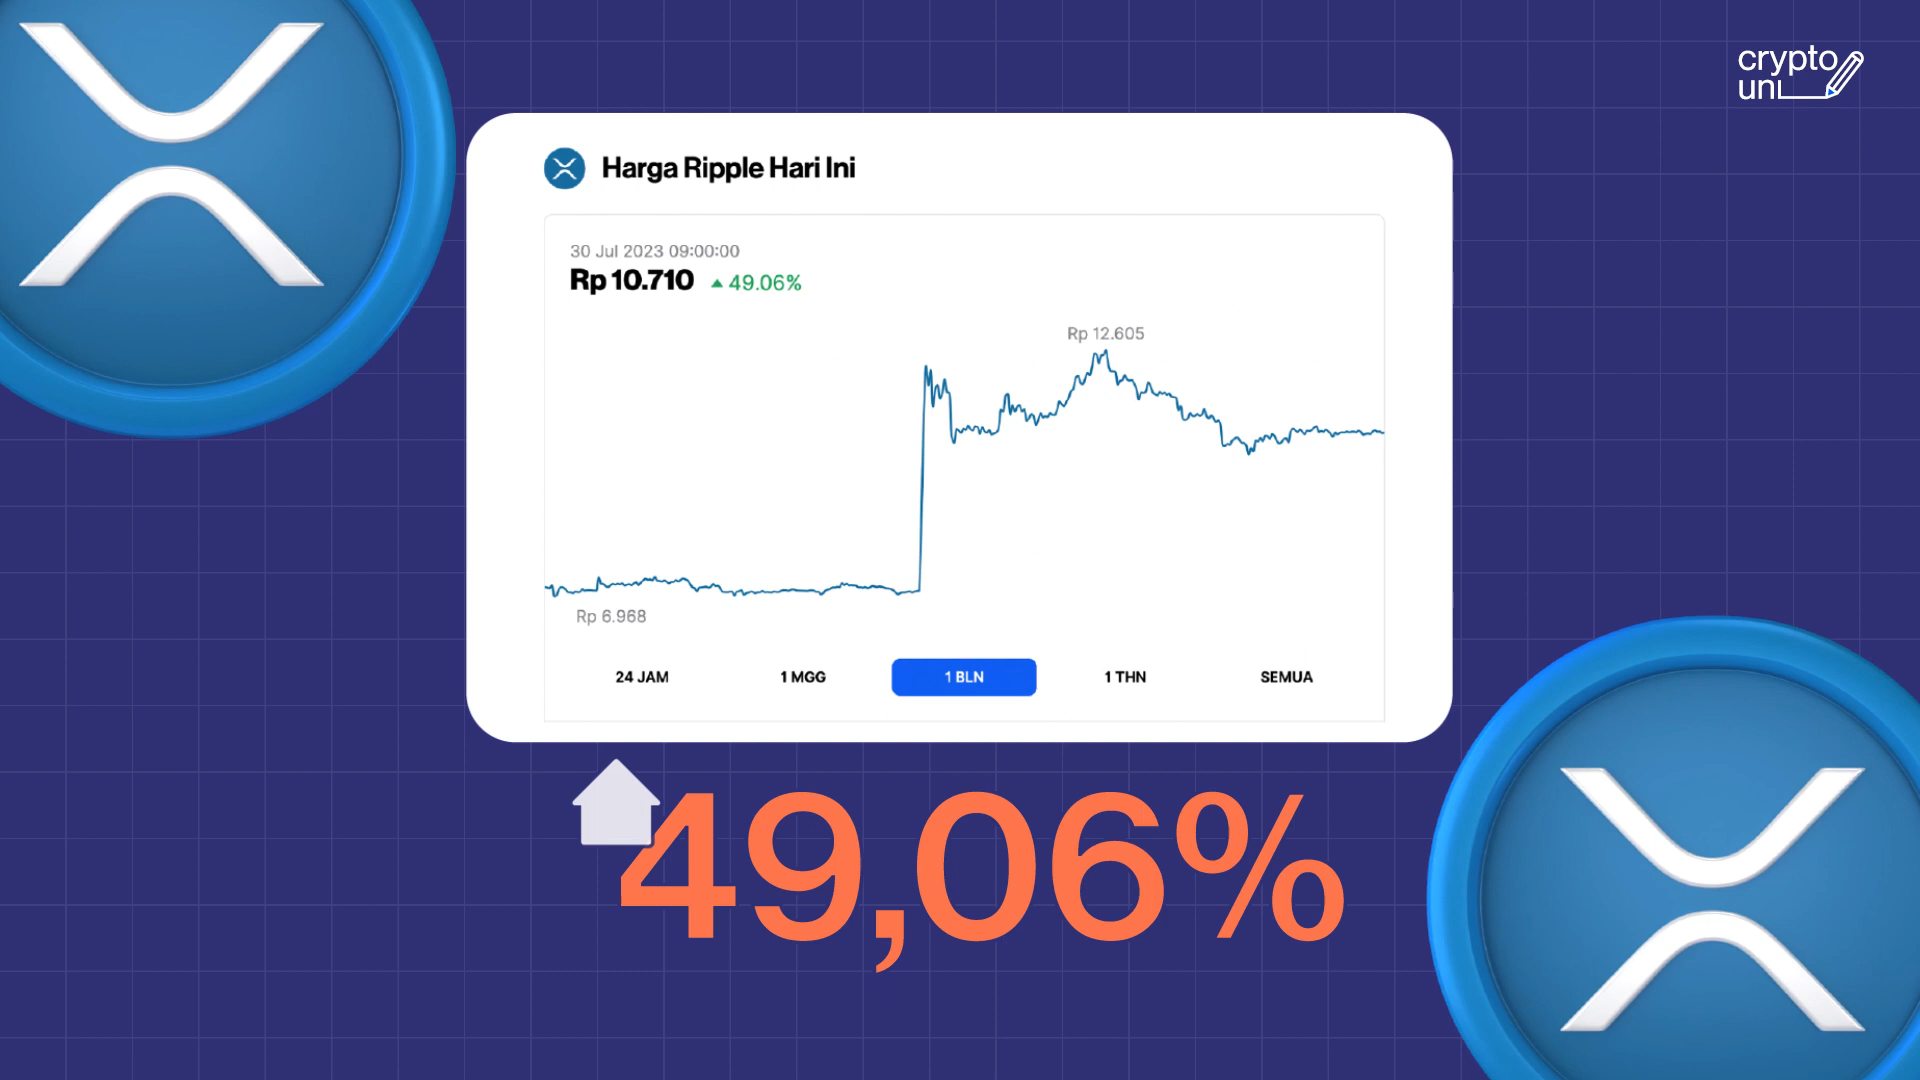 crypto
uni
Harga Ripple Hari Ini
30 Jul 2023 09:00:00
Rp 10.710 ▲ 49.06%
Rp 12.605
Rp 6.968
24 JAM 1 MGG 1 BLN 1 THN SEMUA
49,06%